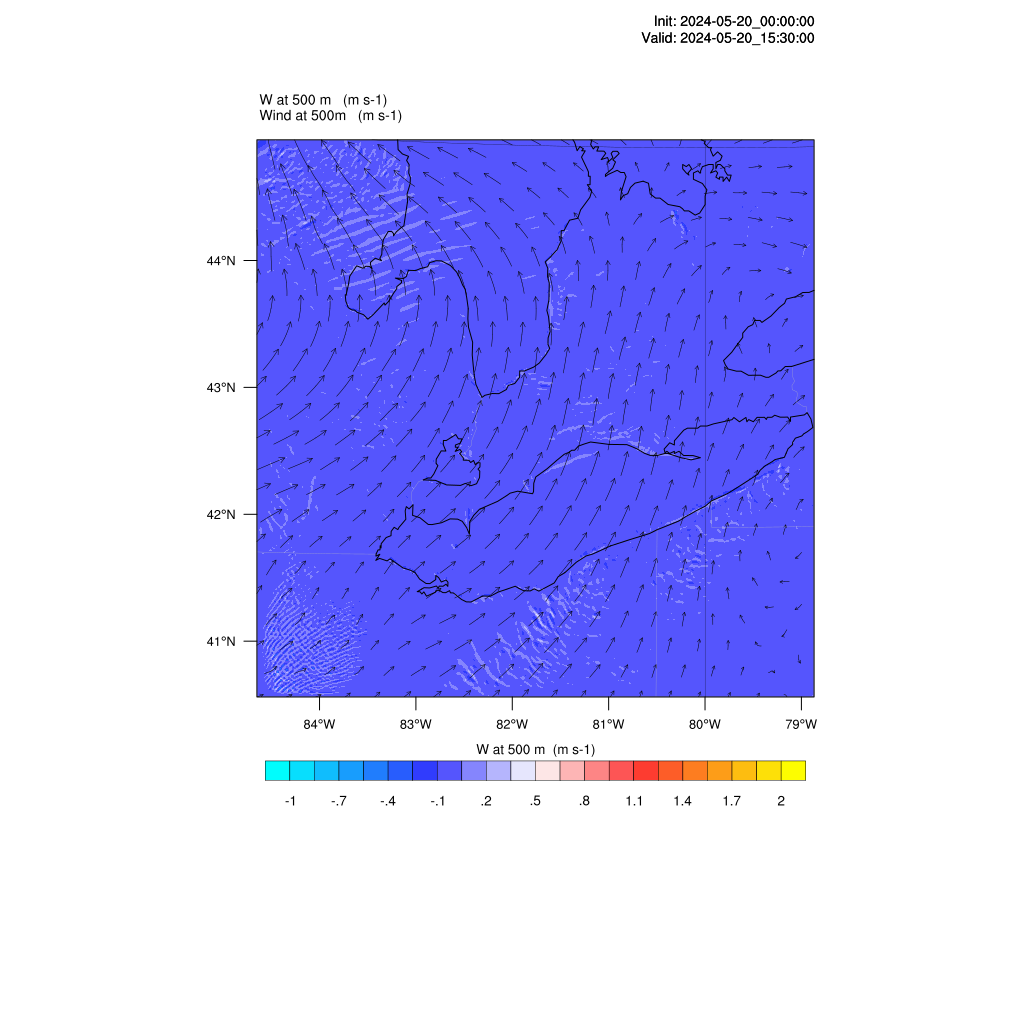 Init: 2024-05-20_00:00:00
Valid: 2024-05-20_15:30:00
W at 500 m (m s-1)
Wind at 500m (m s-1)
44°N
43°N
42°N
41°N
84°W 83°W 82°W 81°W 80°W 79°W
W at 500 m (m s-1)
-1 -.7 -.4 -.1 .2 .5 .8 1.1 1.4 1.7 2